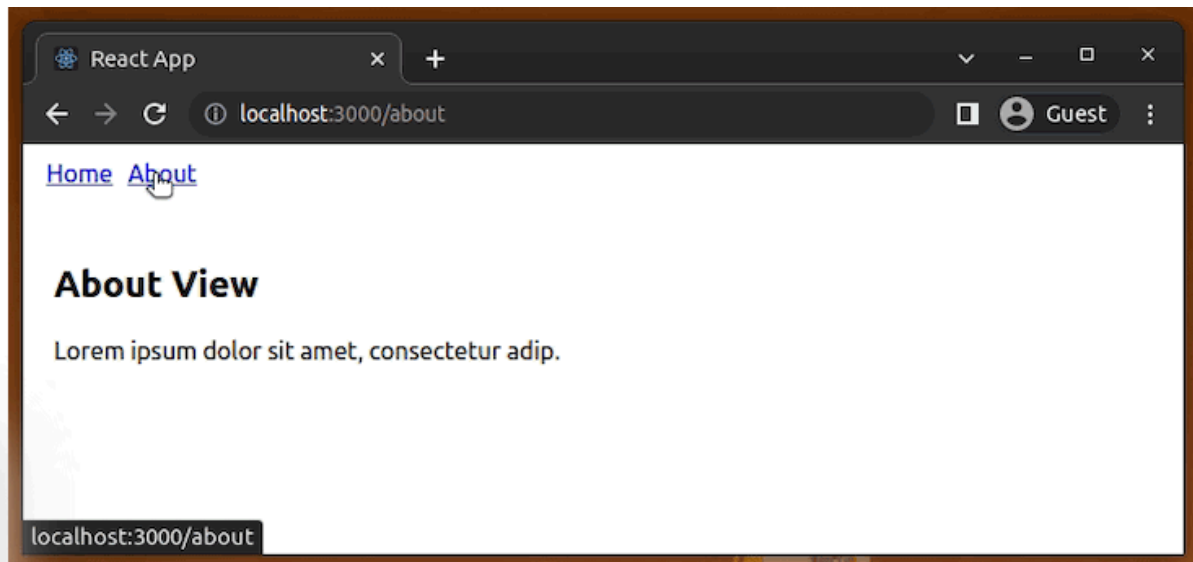 React App
localhost:3000/about
Guest
Home About
About View
Lorem ipsum dolor sit amet, consectetur adip.
localhost:3000/about